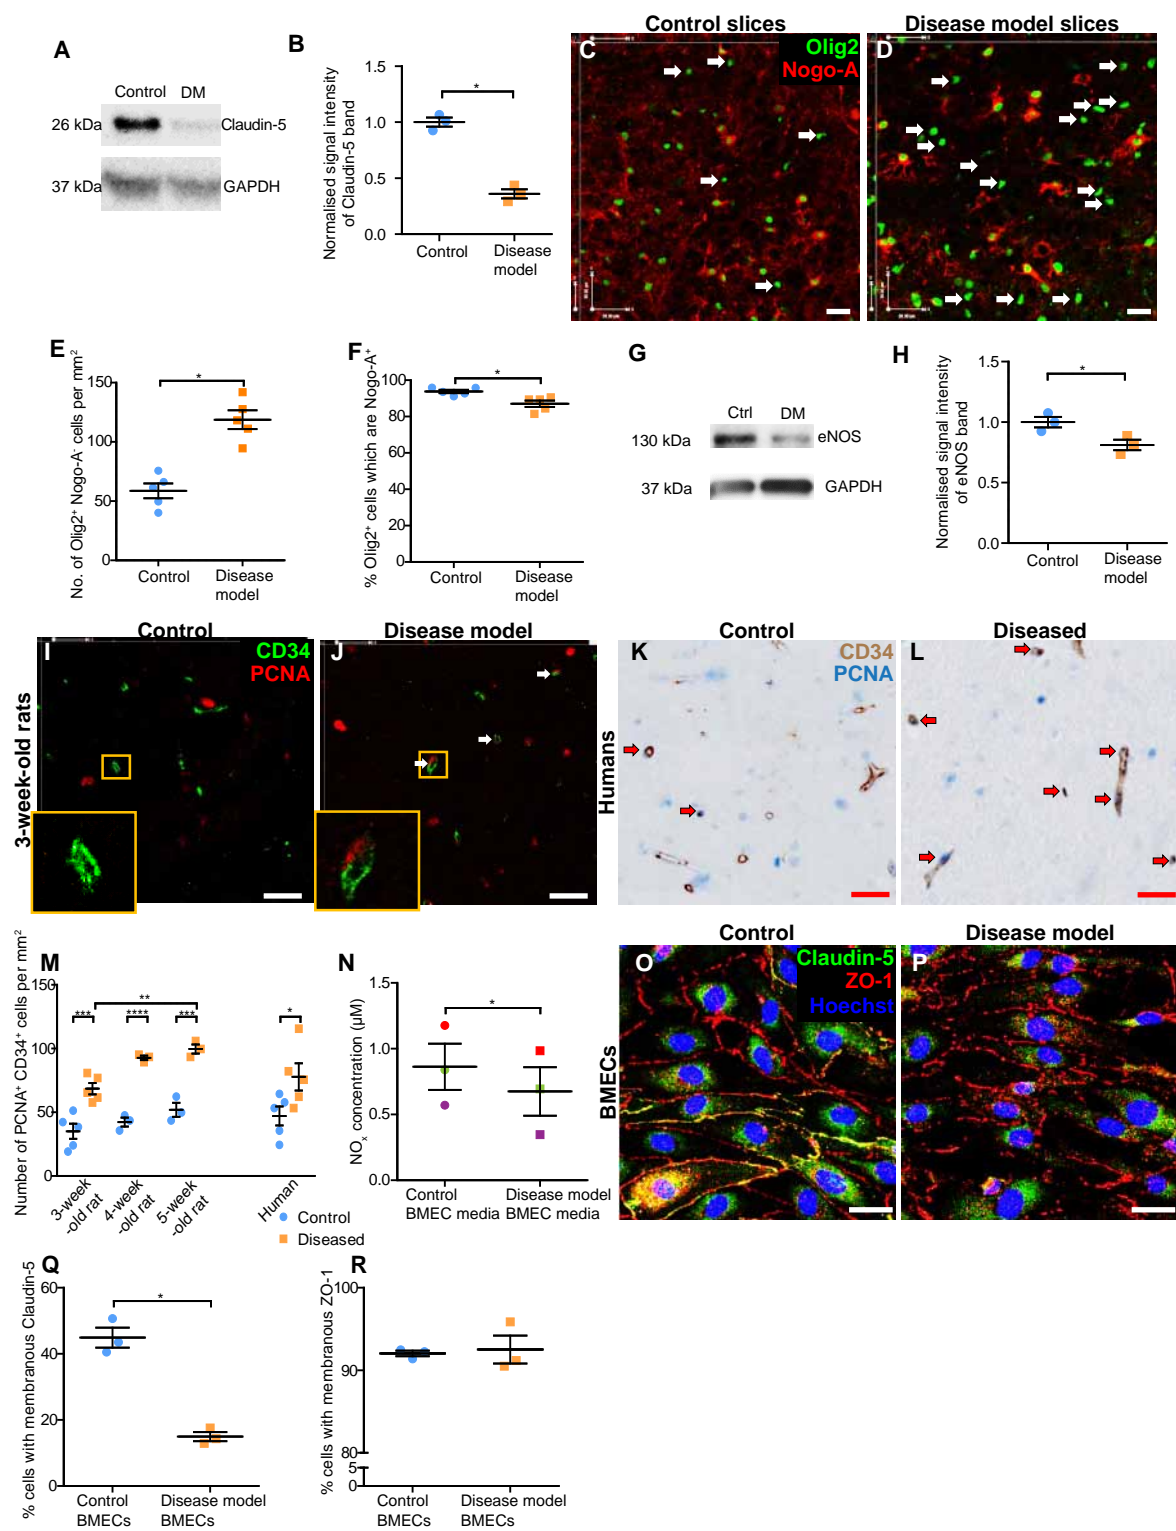 Control slices
Disease model slices
A
Control
DM
26 kDa
Claudin-5
37 kDa
GAPDH
B
Normalised signal intensity
of Claudin-5 band
1.5
1.0
0.5
0.0
*
Control
Disease
model
C
Olig2
Nogo-A
D
E
No. of Olig2⁺ Nogo-A⁻ cells per mm²
150
100
50
0
*
Control
Disease
model
F
% Olig2⁺ cells which are Nogo-A⁺
100
80
60
40
20
0
*
Control
Disease
model
G
Ctrl
DM
130 kDa
eNOS
37 kDa
GAPDH
H
Normalised signal intensity
of eNOS band
1.5
1.0
0.5
0.0
*
Control
Disease
model
Control
Disease model
3-week-old rats
I
CD34
PCNA
J
Control
Diseased
Humans
K
CD34
PCNA
L
M
Number of PCNA⁺ CD34⁺ cells per mm²
150
100
50
0
***
**
****
***
*
3-week
-old rat
4-week
-old rat
5-week
-old rat
Human
Control
Diseased
N
NOₓ concentration (µM)
1.5
1.0
0.5
0.0
*
Control
BMEC media
Disease model
BMEC media
Control
Disease model
BMECs
O
Claudin-5
ZO-1
Hoechst
P
Q
% cells with membranous Claudin-5
60
40
20
0
*
Control
BMECs
Disease model
BMECs
R
% cells with membranous ZO-1
100
90
80
5
0
Control
BMECs
Disease model
BMECs